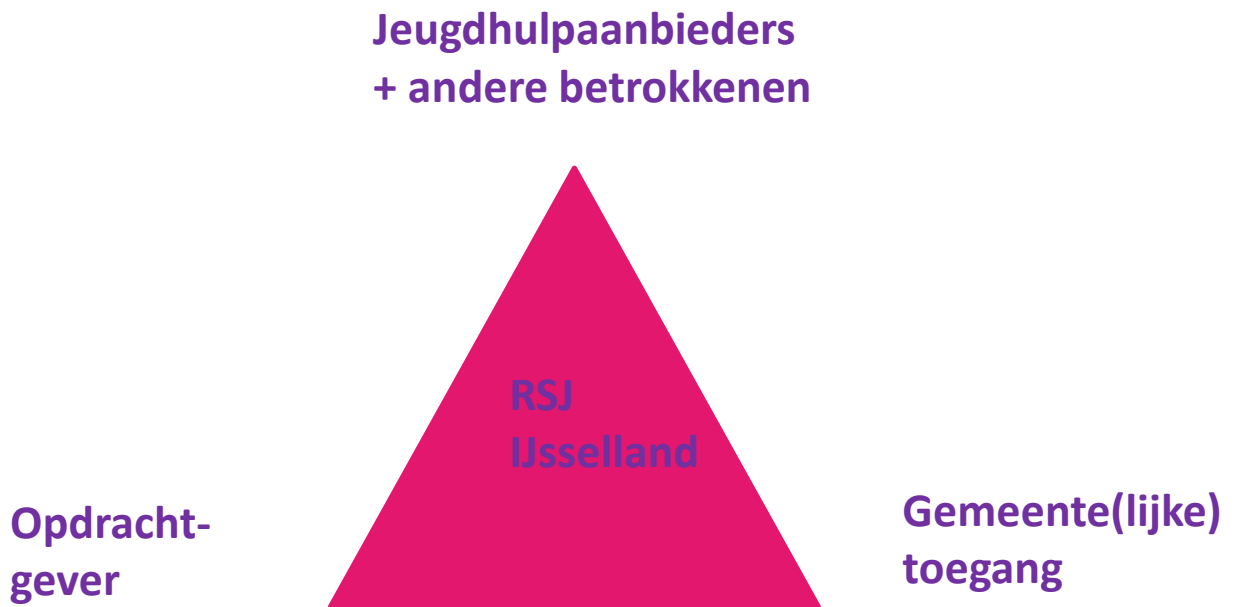 Jeugdhulpaanbieders
+ andere betrokkenen
RSJ
IJsselland
Opdracht-
gever
Gemeente(lijke)
toegang